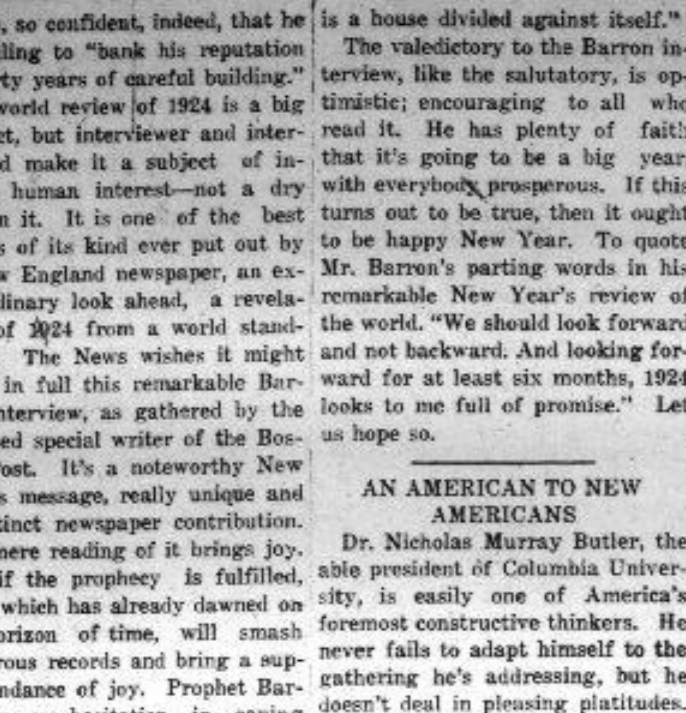 , so confident, indeed, that he
ling to "bank his reputation
ty years of careful building."
world review of 1924 is a big
ct, but interviewer and inter-
d make it a subject of in-
human interest—not a dry
n it. It is one of the best
s of its kind ever put out by
w England newspaper, an ex-
dinary look ahead, a revela-
of 1924 from a world stand-
The News wishes it might
in full this remarkable Bar-
nterview, as gathered by the
ed special writer of the Bos-
ost. It's a noteworthy New
s message, really unique and
tinct newspaper contribution.
mere reading of it brings joy.
if the prophecy is fulfilled,
which has already dawned on
orizon of time, will smash
rous records and bring a sup-
ndance of joy. Prophet Bar-
is a house divided against itself."
The valedictory to the Barron in-
terview, like the salutatory, is op-
timistic; encouraging to all who
read it. He has plenty of faith
that it's going to be a big year
with everybody prosperous. If this
turns out to be true, then it ought
to be happy New Year. To quote
Mr. Barron's parting words in his
remarkable New Year's review of
the world. "We should look forward
and not backward. And looking for-
ward for at least six months, 1924
looks to me full of promise." Let
us hope so.
AN AMERICAN TO NEW
AMERICANS
Dr. Nicholas Murray Butler, the
able president of Columbia Univer-
sity, is easily one of America's
foremost constructive thinkers. He
never fails to adapt himself to the
gathering he's addressing, but he
doesn't deal in pleasing platitudes.